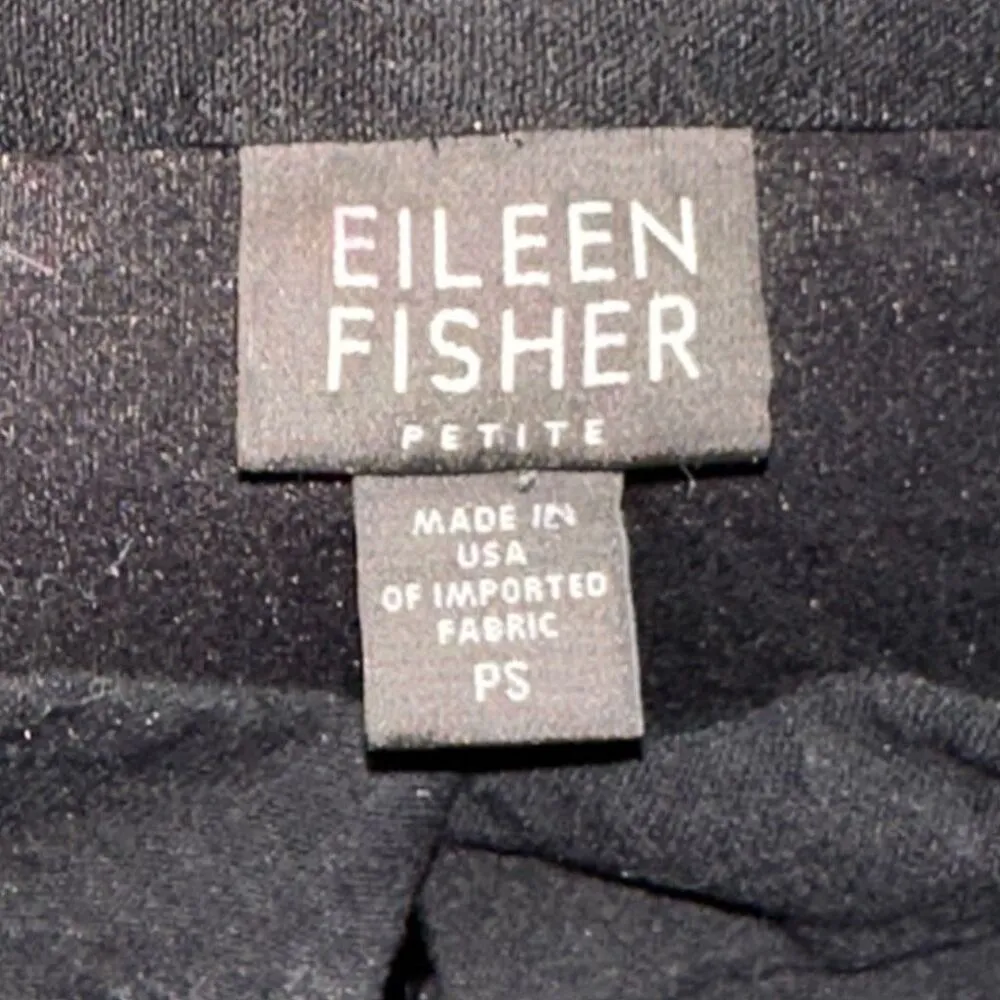 EILEEN
FISHER
PETITE
MADE IN
USA
OF IMPORTED
FABRIC
PS